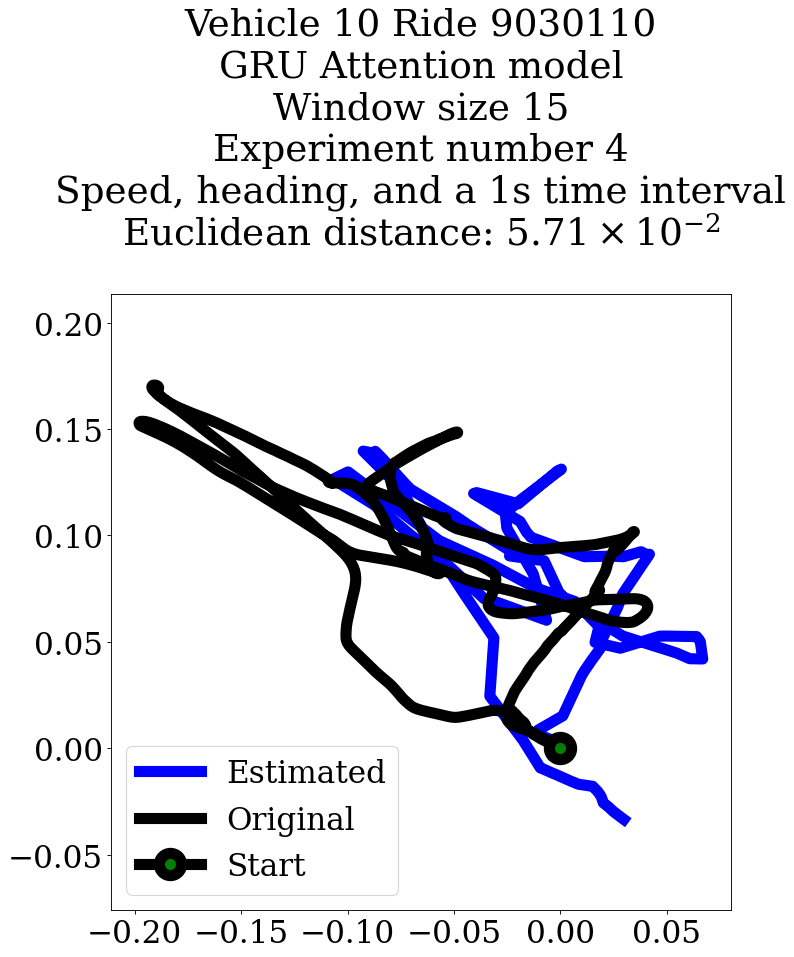 Vehicle 10 Ride 9030110
GRU Attention model
Window size 15
Experiment number 4
Speed, heading, and a 1s time interval
Euclidean distance: 5.71 × 10⁻²
0.20
0.15
0.10
0.05
0.00
−0.05
Estimated
Original
Start
−0.20 −0.15 −0.10 −0.05 0.00 0.05